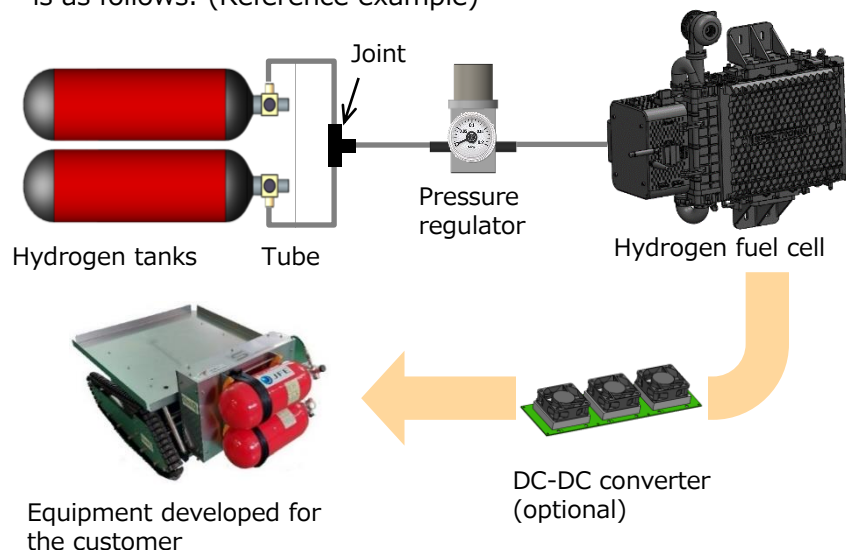 is as follows. (Reference example)
Joint
Pressure
regulator
Hydrogen tanks
Tube
Hydrogen fuel cell
JFE
DC-DC converter
(optional)
Equipment developed for
the customer